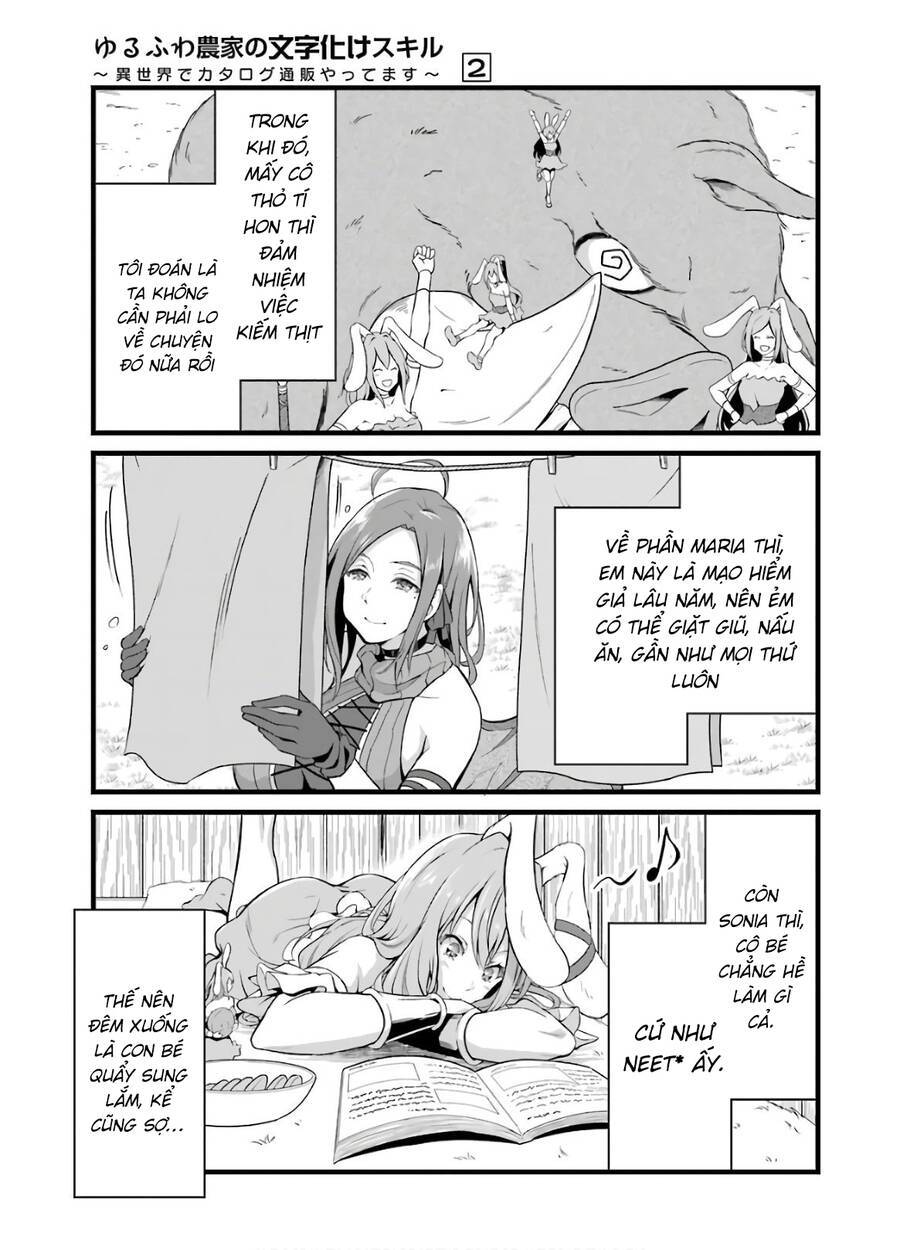 ゆるふわ農家の文字化けスキル
～異世界でカタログ通販やってます～
2
TRONG
KHI ĐÓ,
MẤY CÔ
THỎ TÍ
HON THÌ
ĐẢM
NHIỆM
VIỆC
KIẾM THỊT
TÔI ĐOÁN LÀ
TA KHÔNG
CẦN PHẢI LO
VỀ CHUYỆN
ĐÓ NỮA RỒI
VỀ PHẦN MARIA THÌ,
EM NÀY LÀ MẠO HIỂM
GIẢ LÂU NĂM, NÊN ẺM
CÓ THỂ GIẶT GIŨ, NẤU
ĂN, GẦN NHƯ MỌI THỨ
LUÔN
CÒN
SONIA THÌ,
CÔ BÉ
CHẲNG HỀ
LÀM GÌ
CẢ.
CỨ NHƯ
NEET* ẤY.
THẾ NÊN
ĐÊM XUỐNG
LÀ CON BÉ
QUẨY SUNG
LẮM, KỂ
CŨNG SỢ...